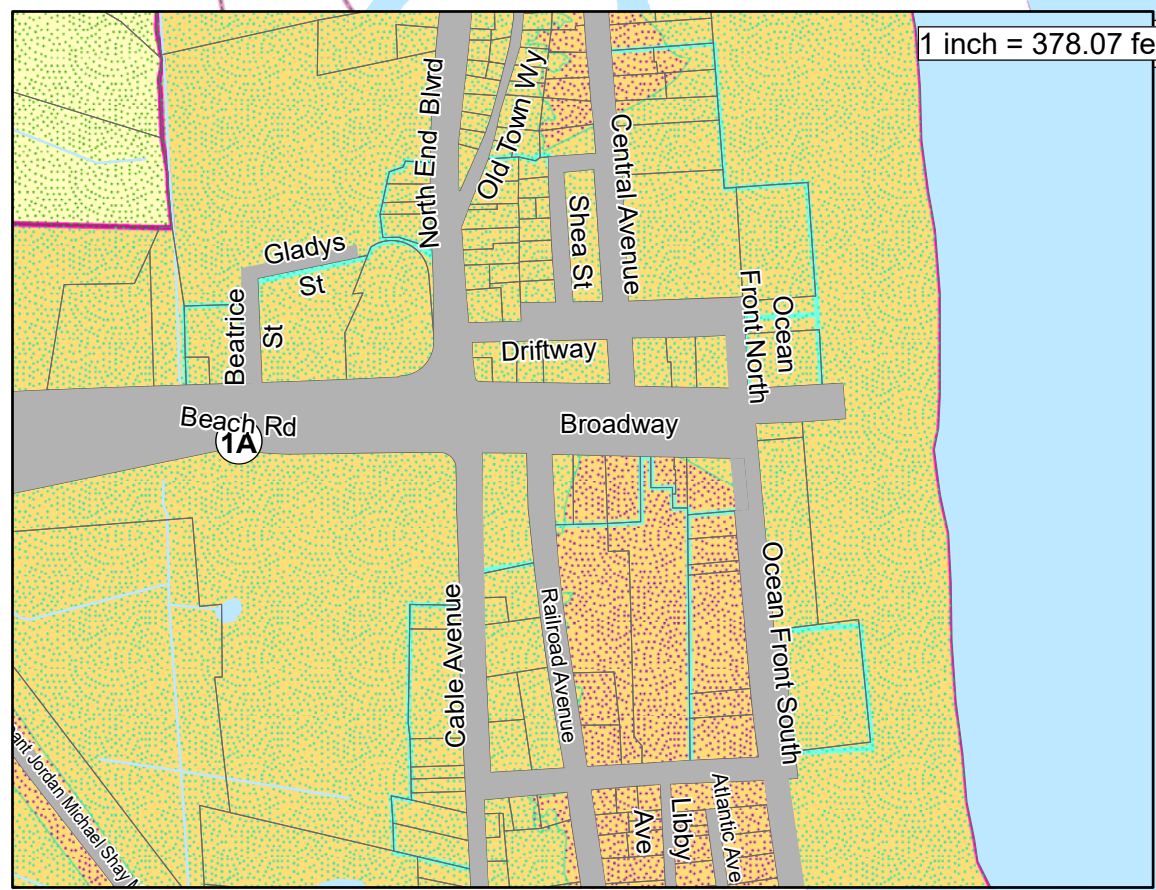 1 inch = 378.07 fe
North End Blvrd
Old Town Wy
Central Avenue
Shea St
Gladys
St
Beatrice
St
Ocean
Front North
Driftway
Beach Rd
1A
Broadway
Cable Avenue
Railroad Avenue
Ocean Front South
ant Jordan Michael Shay M
Ave
Libby
Atlantic Ave